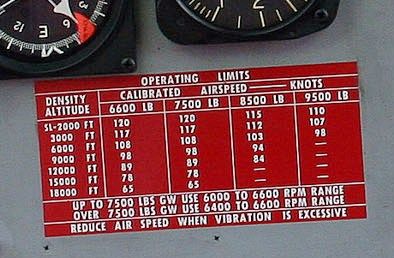 3
12
W
OPERATING LIMITS
CALIBRATED AIRSPEED — KNOTS
DENSITY ALTITUDE 6600 LB 7500 LB 8500 LB 9500 LB
SL-2000 FT 120 120 115 110
3000 FT 117 117 112 107
6000 FT 108 108 103 98
9000 FT 98 98 94 —
12000 FT 89 89 84 —
15000 FT 78 78 — —
18000 FT 65 65 — —
UP TO 7500 LBS GW USE 6000 TO 6600 RPM RANGE
OVER 7500 LBS GW USE 6400 TO 6600 RPM RANGE
REDUCE AIR SPEED WHEN VIBRATION IS EXCESSIVE